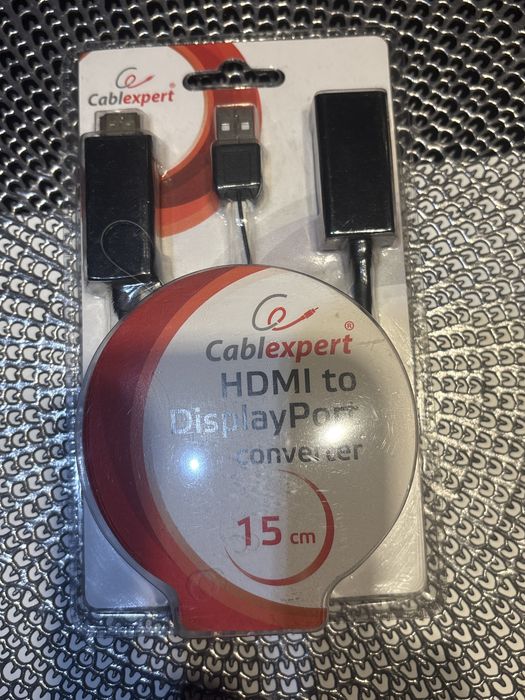 Cablexpert®
Cablexpert®
HDMI to
DisplayPort
converter
15 cm